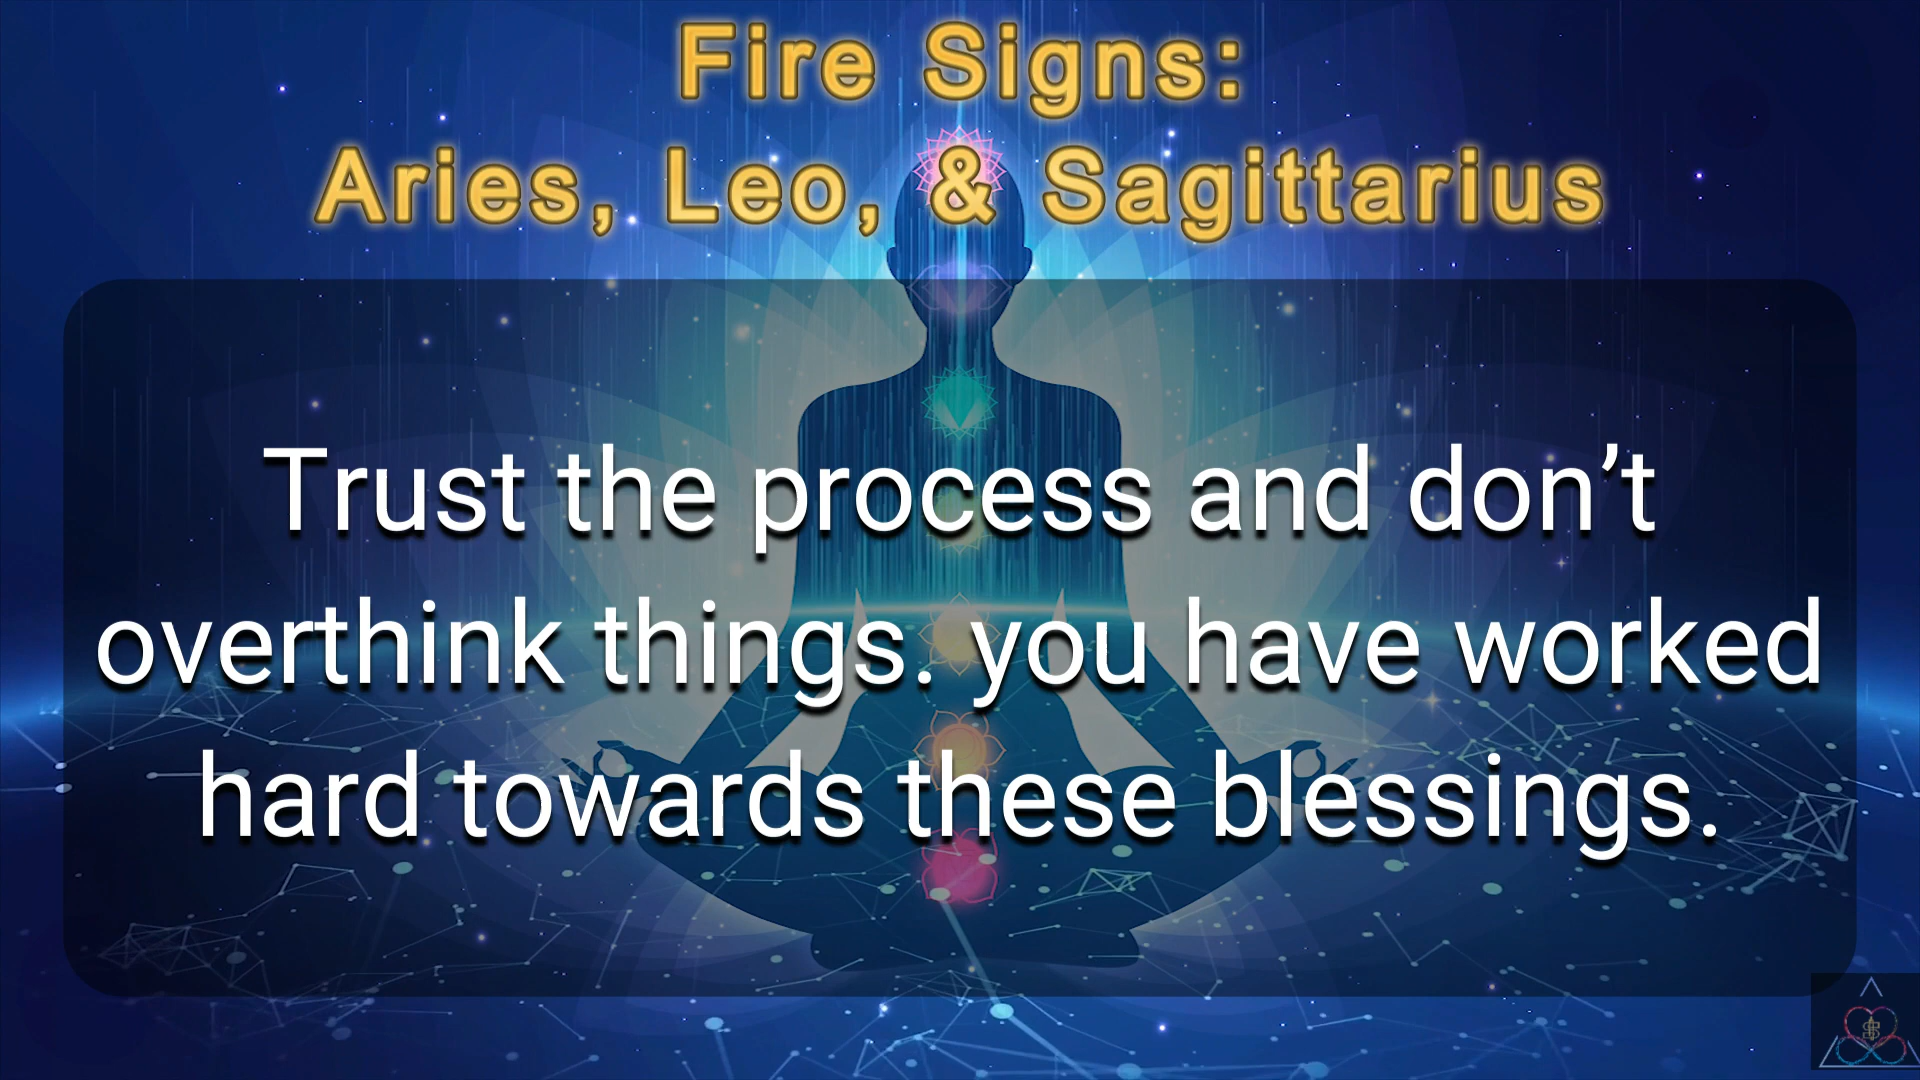 Fire Signs:
Aries, Leo, & Sagittarius
Trust the process and don’t
overthink things. you have worked
hard towards these blessings.